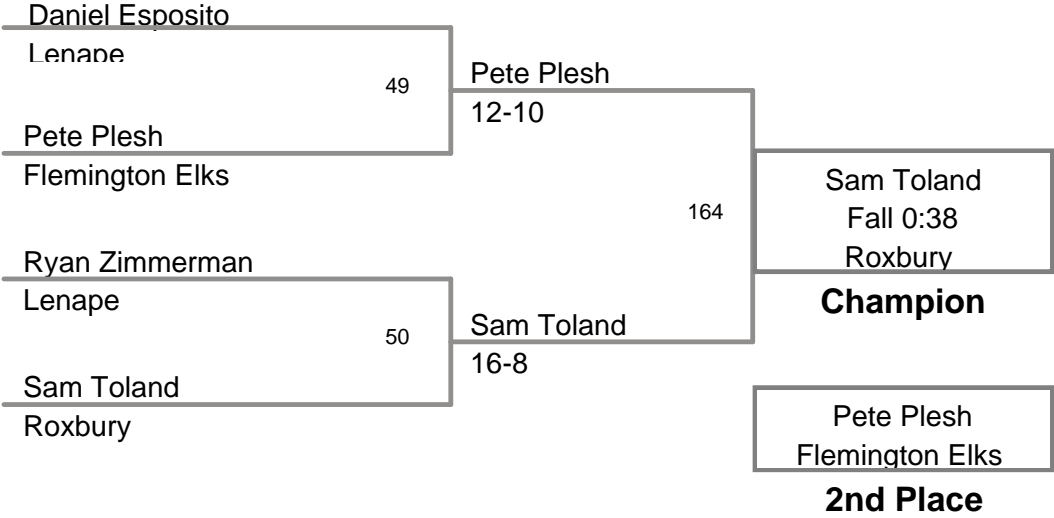 Daniel Esposito
Lenape
49
Pete Plesh
Flemington Elks
Pete Plesh
12-10
Ryan Zimmerman
Lenape
50
Sam Toland
Roxbury
Sam Toland
16-8
164
Sam Toland
Fall 0:38
Roxbury
Champion
Pete Plesh
Flemington Elks
2nd Place